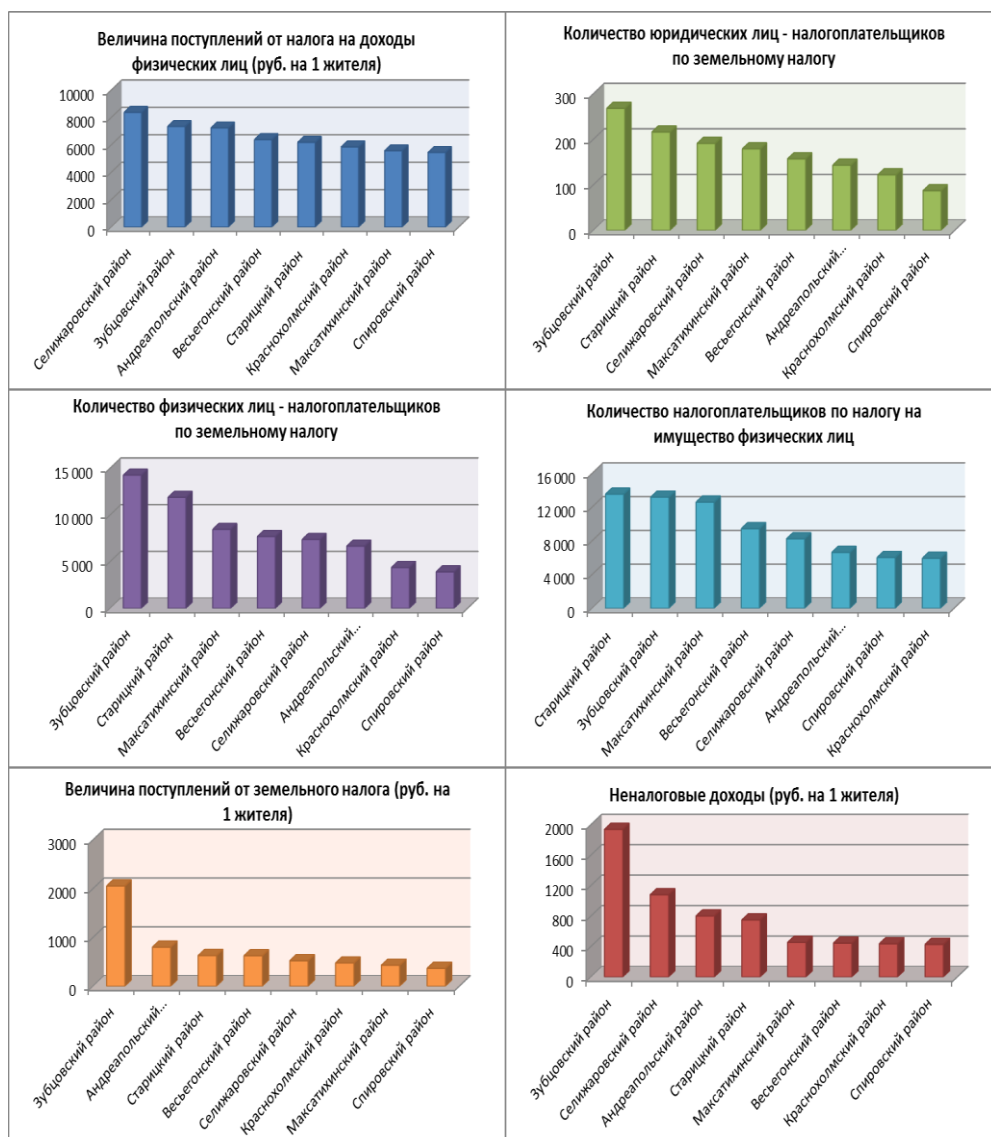 Величина поступлений от налога на доходы
физических лиц (руб. на 1 жителя)
10000
8000
6000
4000
2000
0
Селижаровский район
Зубцовский район
Андреапольский район
Весьегонский район
Старицкий район
Краснохолмский район
Максатихинский район
Спировский район
Количество юридических лиц - налогоплательщиков
по земельному налогу
300
200
100
0
Зубцовский район
Старицкий район
Селижаровский район
Максатихинский район
Весьегонский район
Андреапольский...
Краснохолмский район
Спировский район
Количество физических лиц - налогоплательщиков
по земельному налогу
15 000
10 000
5 000
0
Зубцовский район
Старицкий район
Максатихинский район
Весьегонский район
Селижаровский район
Андреапольский...
Краснохолмский район
Спировский район
Количество налогоплательщиков по налогу на
имущество физических лиц
16 000
12 000
8 000
4 000
0
Старицкий район
Зубцовский район
Максатихинский район
Весьегонский район
Селижаровский район
Андреапольский...
Спировский район
Краснохолмский район
Величина поступлений от земельного налога (руб. на
1 жителя)
3000
2000
1000
0
Зубцовский район
Андреапольский...
Старицкий район
Весьегонский район
Селижаровский район
Краснохолмский район
Максатихинский район
Спировский район
Неналоговые доходы (руб. на 1 жителя)
2000
1600
1200
800
400
0
Зубцовский район
Селижаровский район
Андреапольский район
Старицкий район
Максатихинский район
Весьегонский район
Краснохолмский район
Спировский район